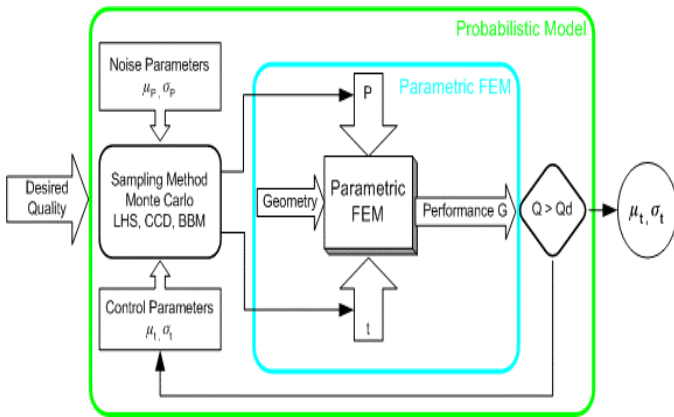 Probabilistic Model
Noise Parameters
μP, σP
Parametric FEM
P
Desired
Quality
Sampling Method
Monte Carlo
LHS, CCD, BBM
Geometry
Parametric
FEM
Performance G
Q > Qd
μt, σt
Control Parameters
μt, σt
t